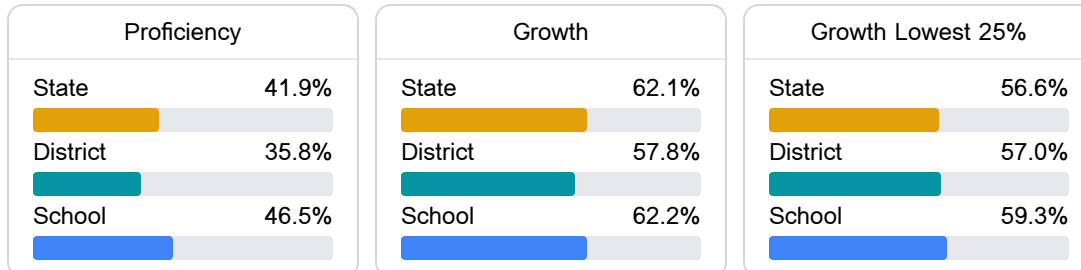 Proficiency
State 41.9%
District 35.8%
School 46.5%
Growth
State 62.1%
District 57.8%
School 62.2%
Growth Lowest 25%
State 56.6%
District 57.0%
School 59.3%